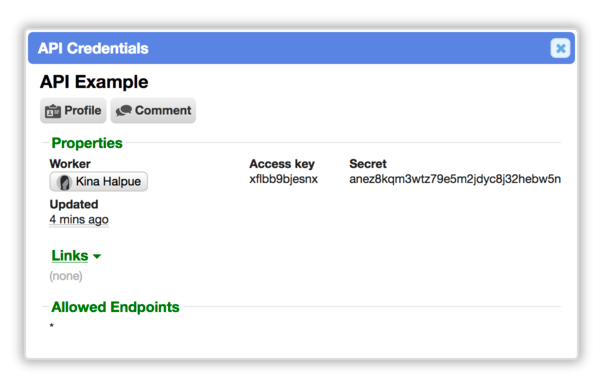 API Credentials
API Example
Profile Comment
Properties
Worker Access key Secret
Kina Halpue xflbb9bjesnx anez8kqm3wtz79e5m2jdyc8j32hebw5n
Updated
4 mins ago
Links
(none)
Allowed Endpoints
*